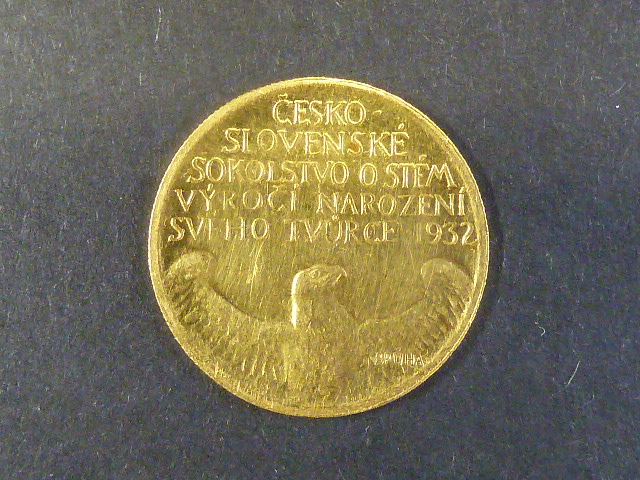 ČESKO-
SLOVENSKÉ
SOKOLSTVO O STÉM
VÝROČÍ NAROZENÍ
SVÉHO TVŮRCE 1932